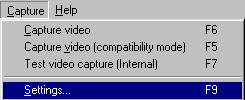 Capture Help
Capture video F6
Capture video (compatibility mode) F5
Test video capture (Internal) F7
Settings... F9